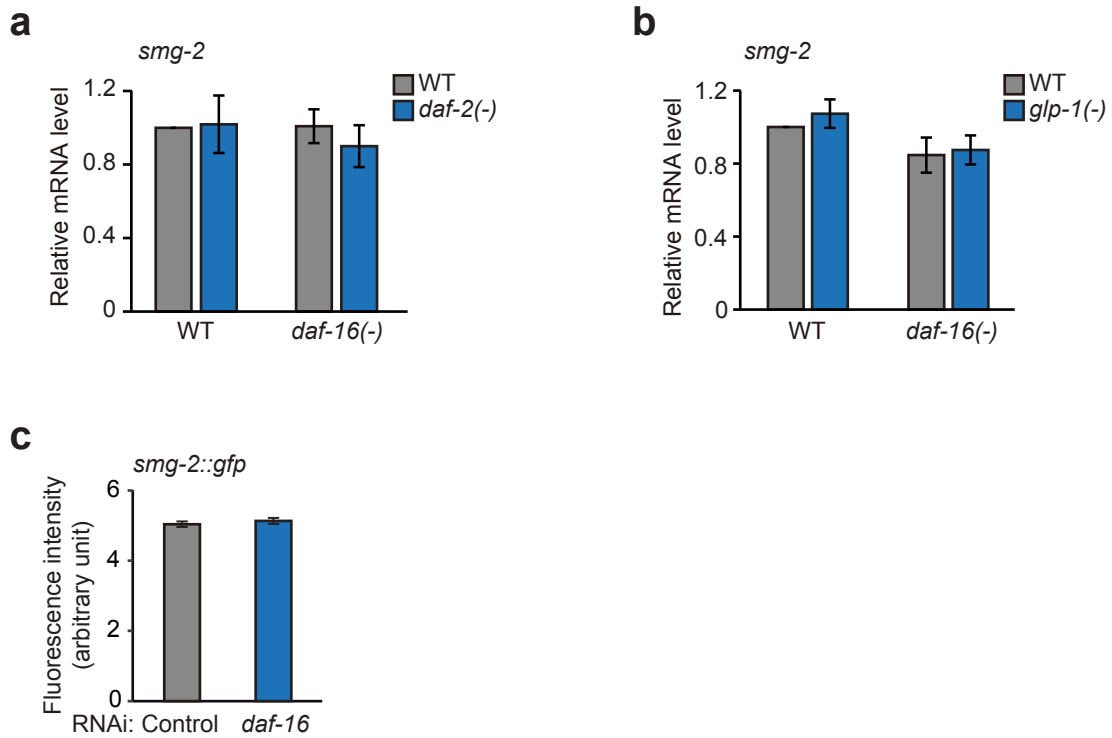 a
smg-2
WT
daf-2(-)
Relative mRNA level
1.2
0.8
0.4
0
WT
daf-16(-)
b
smg-2
WT
glp-1(-)
Relative mRNA level
1.2
0.8
0.4
0
WT
daf-16(-)
c
smg-2::gfp
Fluorescence intensity
(arbitrary unit)
6
4
2
0
RNAi: Control daf-16